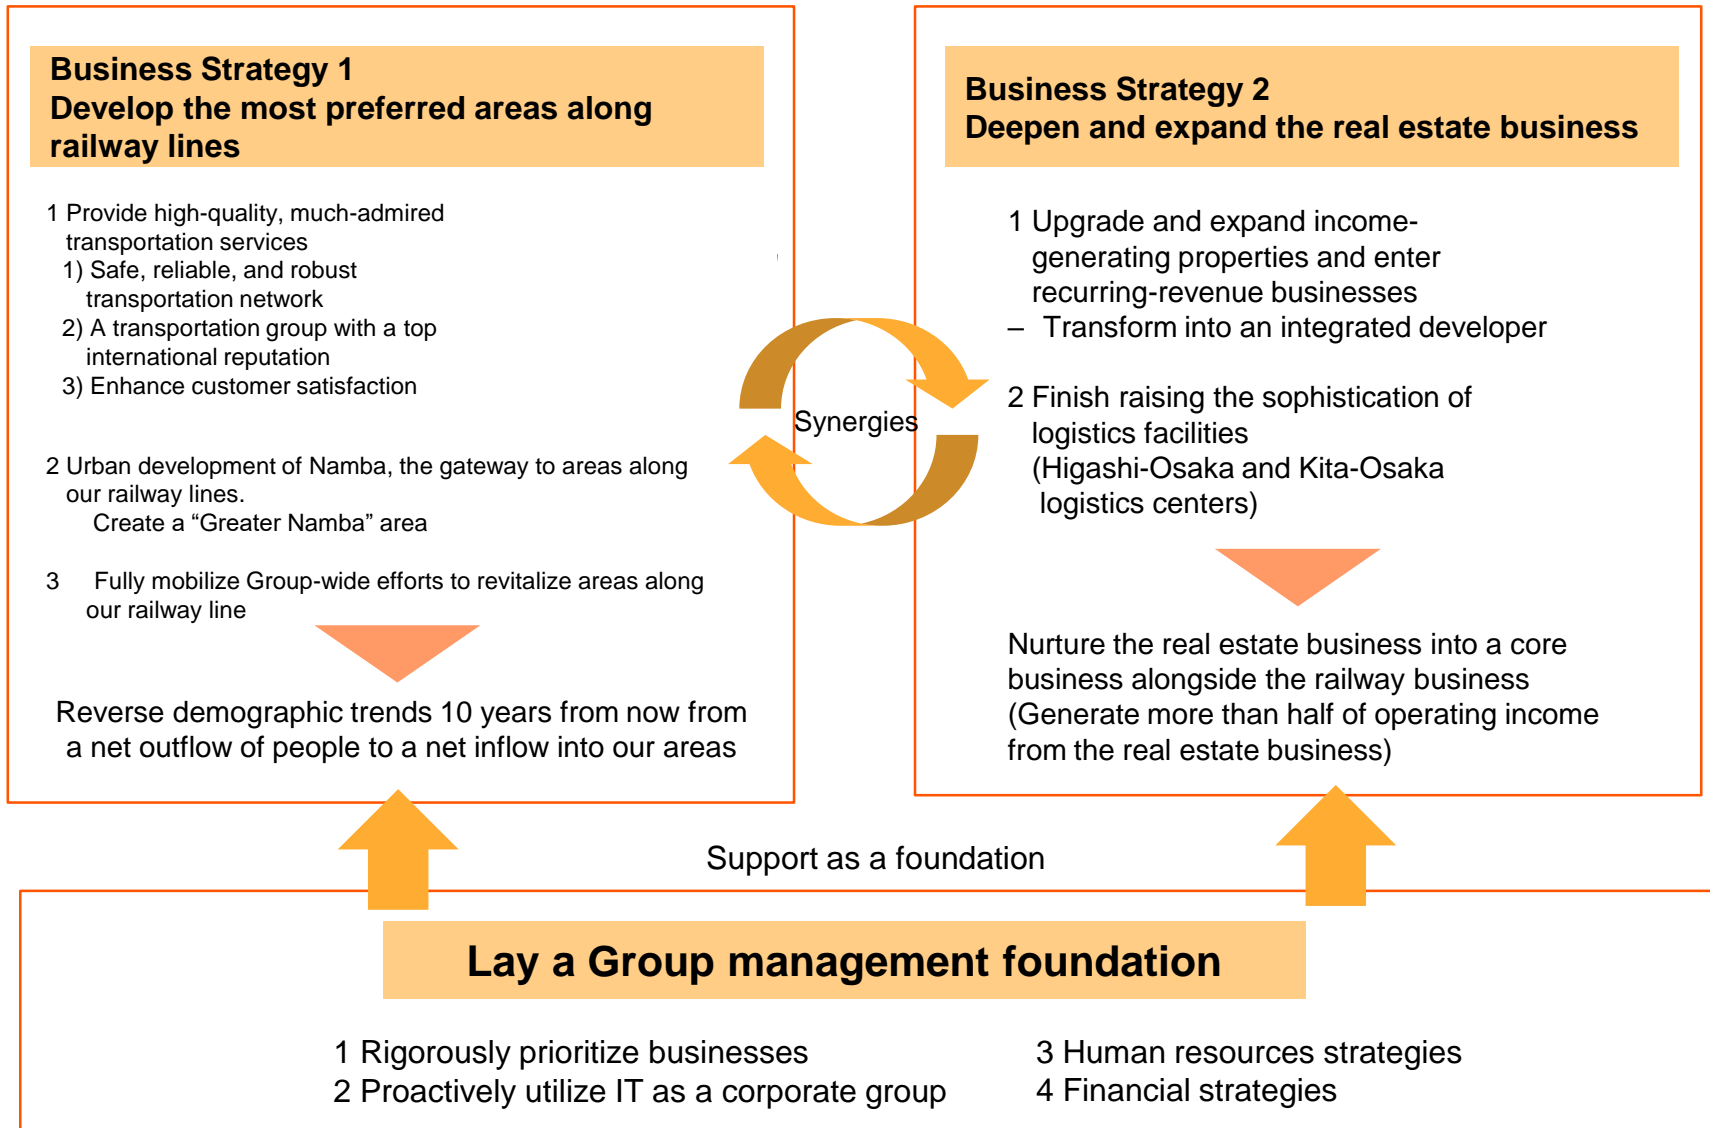 Business Strategy 1
Develop the most preferred areas along
railway lines
1 Provide high-quality, much-admired
transportation services
1) Safe, reliable, and robust
transportation network
2) A transportation group with a top
international reputation
3) Enhance customer satisfaction
2 Urban development of Namba, the gateway to areas along
our railway lines.
Create a “Greater Namba” area
3 Fully mobilize Group-wide efforts to revitalize areas along
our railway line
Reverse demographic trends 10 years from now from
a net outflow of people to a net inflow into our areas
Synergies
Business Strategy 2
Deepen and expand the real estate business
1 Upgrade and expand income-
generating properties and enter
recurring-revenue businesses
– Transform into an integrated developer
2 Finish raising the sophistication of
logistics facilities
(Higashi-Osaka and Kita-Osaka
logistics centers)
Nurture the real estate business into a core
business alongside the railway business
(Generate more than half of operating income
from the real estate business)
Support as a foundation
Lay a Group management foundation
1 Rigorously prioritize businesses
2 Proactively utilize IT as a corporate group
3 Human resources strategies
4 Financial strategies